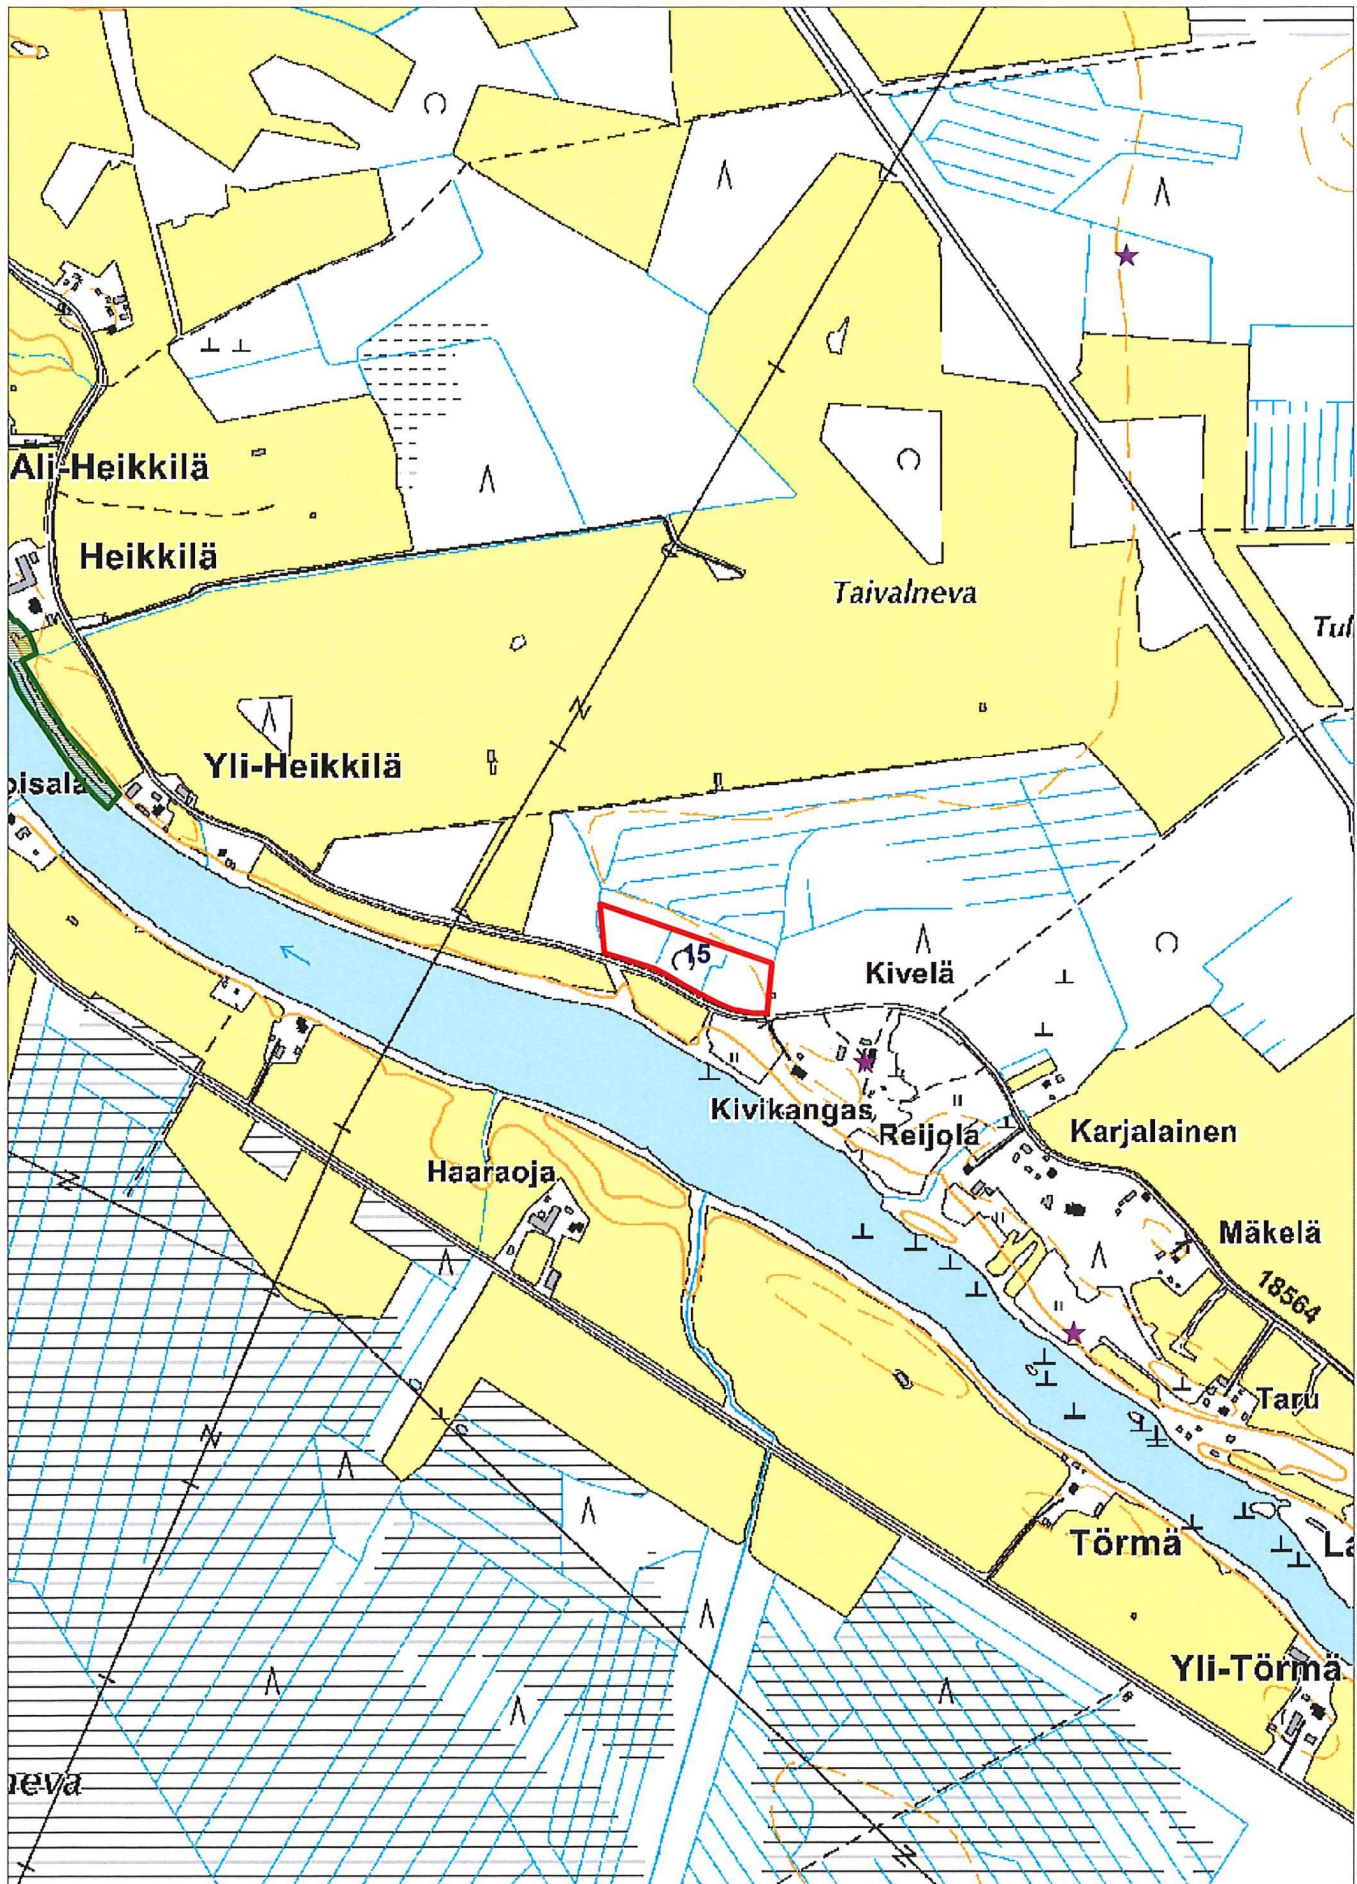 Ali-Heikkilä
Heikkilä
Taivalneva
Tul
Yli-Heikkilä
oisala
15
Kivelä
Kivikangas
Reijola
Karjalainen
Haaraoja
Mäkelä
18564
Taru
Törmä
La
Yli-Törmä
neva